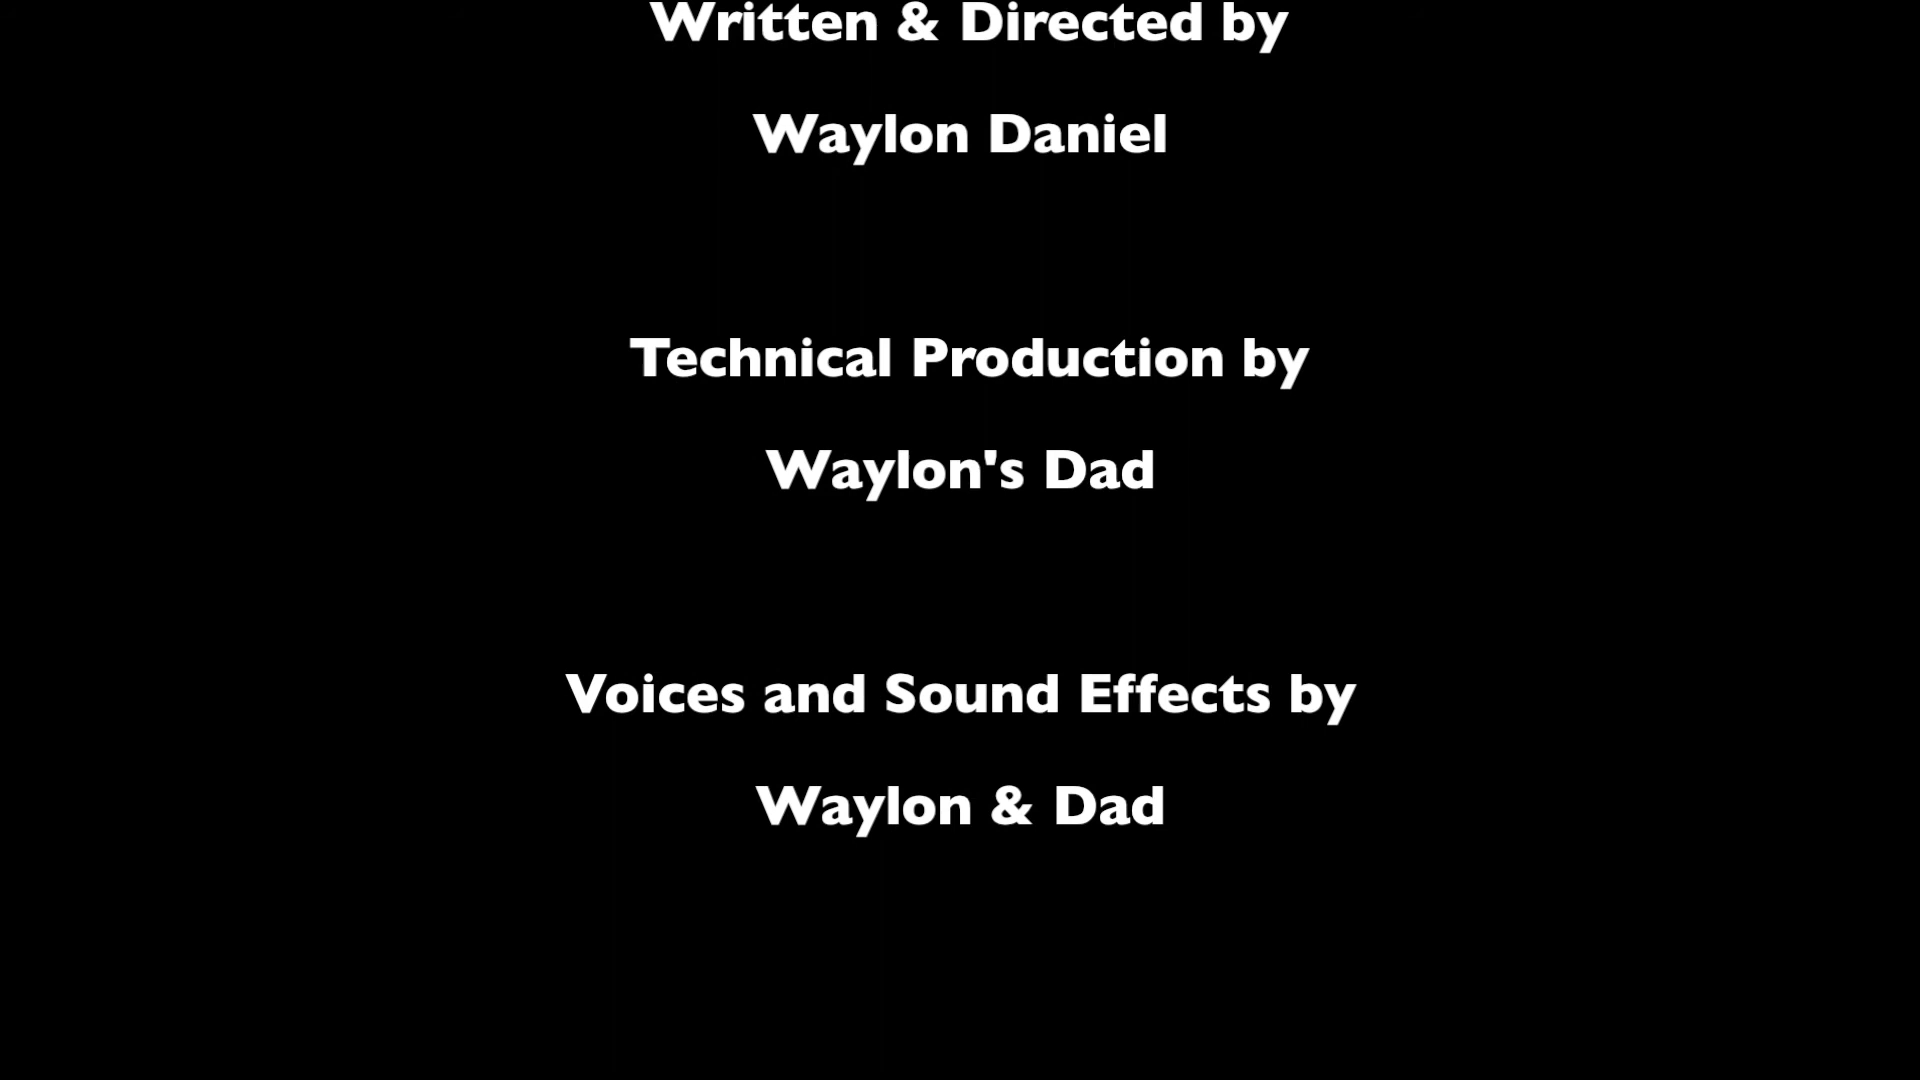 Written & Directed by
Waylon Daniel
Technical Production by
Waylon's Dad
Voices and Sound Effects by
Waylon & Dad